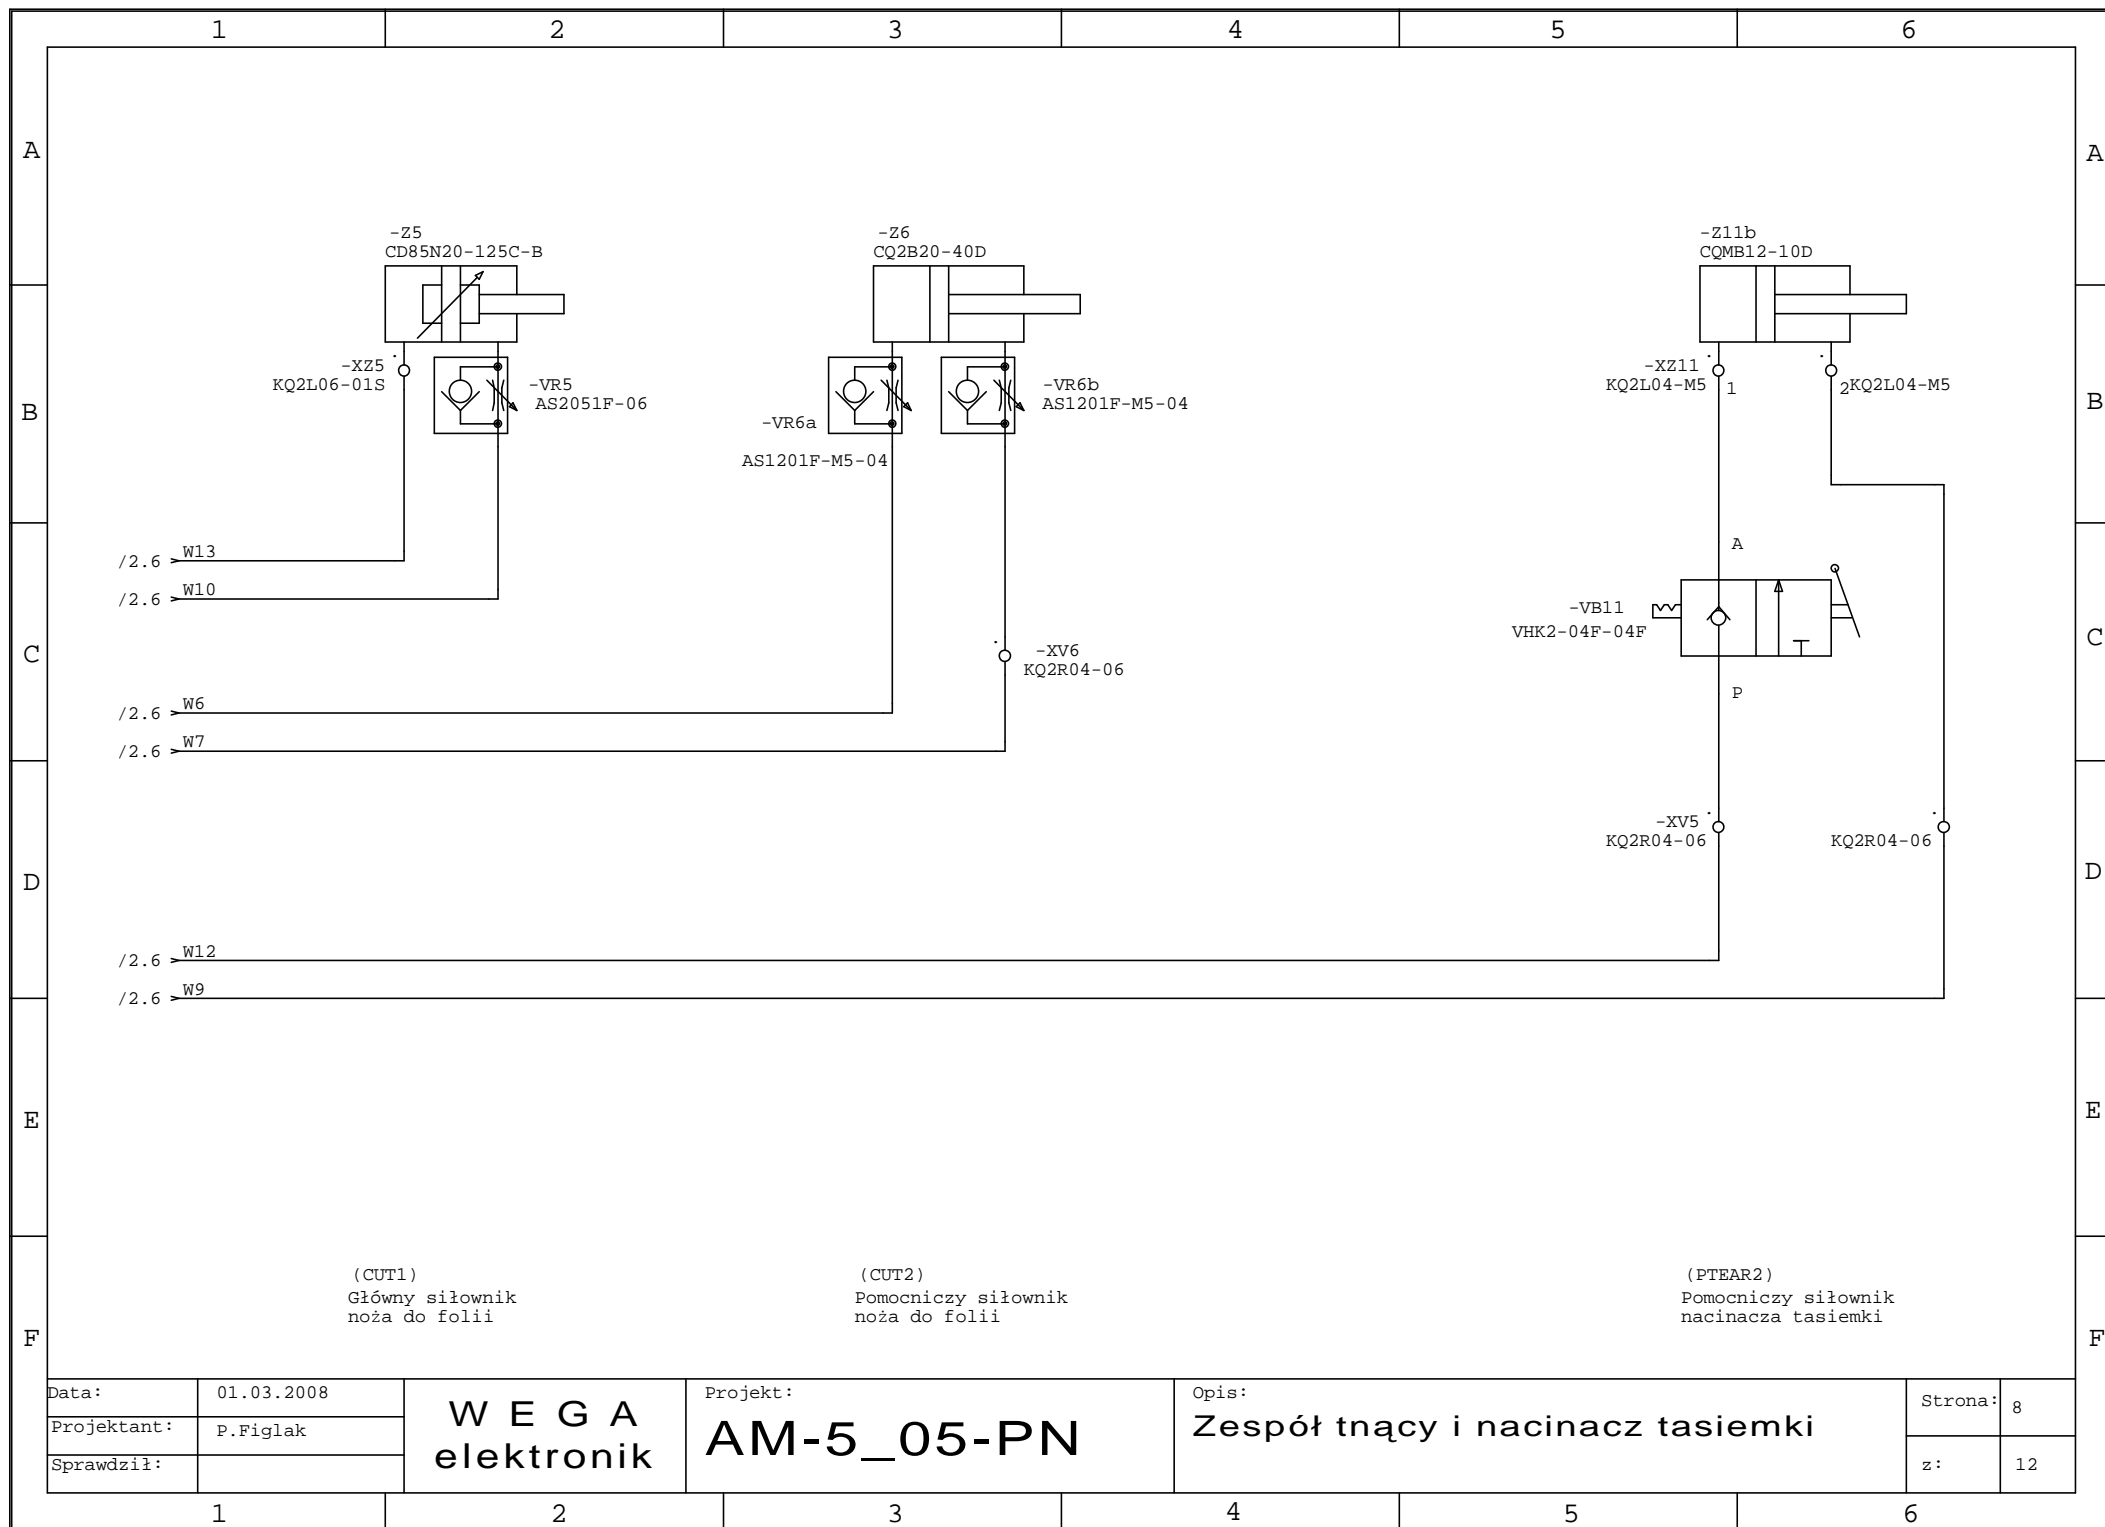 1 2 3 4 5 6
A A
-Z5
CD85N20-125C-B
-Z6
CQ2B20-40D
-Z11b
CQMB12-10D
-XZ5
KQ2L06-01S
-VR5
AS2051F-06
-VR6a
AS1201F-M5-04
-VR6b
AS1201F-M5-04
-XZ11
KQ2L04-M5 1
2 KQ2L04-M5
B B
/2.6 W13
/2.6 W10
A
-VB11
VHK2-04F-04F
P
C C
-XV6
KQ2R04-06
/2.6 W6
/2.6 W7
-XV5
KQ2R04-06
KQ2R04-06
D D
/2.6 W12
/2.6 W9
E E
(CUT1)
Główny siłownik
noża do folii
(CUT2)
Pomocniczy siłownik
noża do folii
(PTEAR2)
Pomocniczy siłownik
nacinacza tasiemki
F F
Data: 01.03.2008
Projektant: P.Figlak
Sprawdził:
W E G A
elektronik
Projekt:
AM-5_05-PN
Opis:
Zespół tnący i nacinacz tasiemki
Strona: 8
z: 12
1 2 3 4 5 6